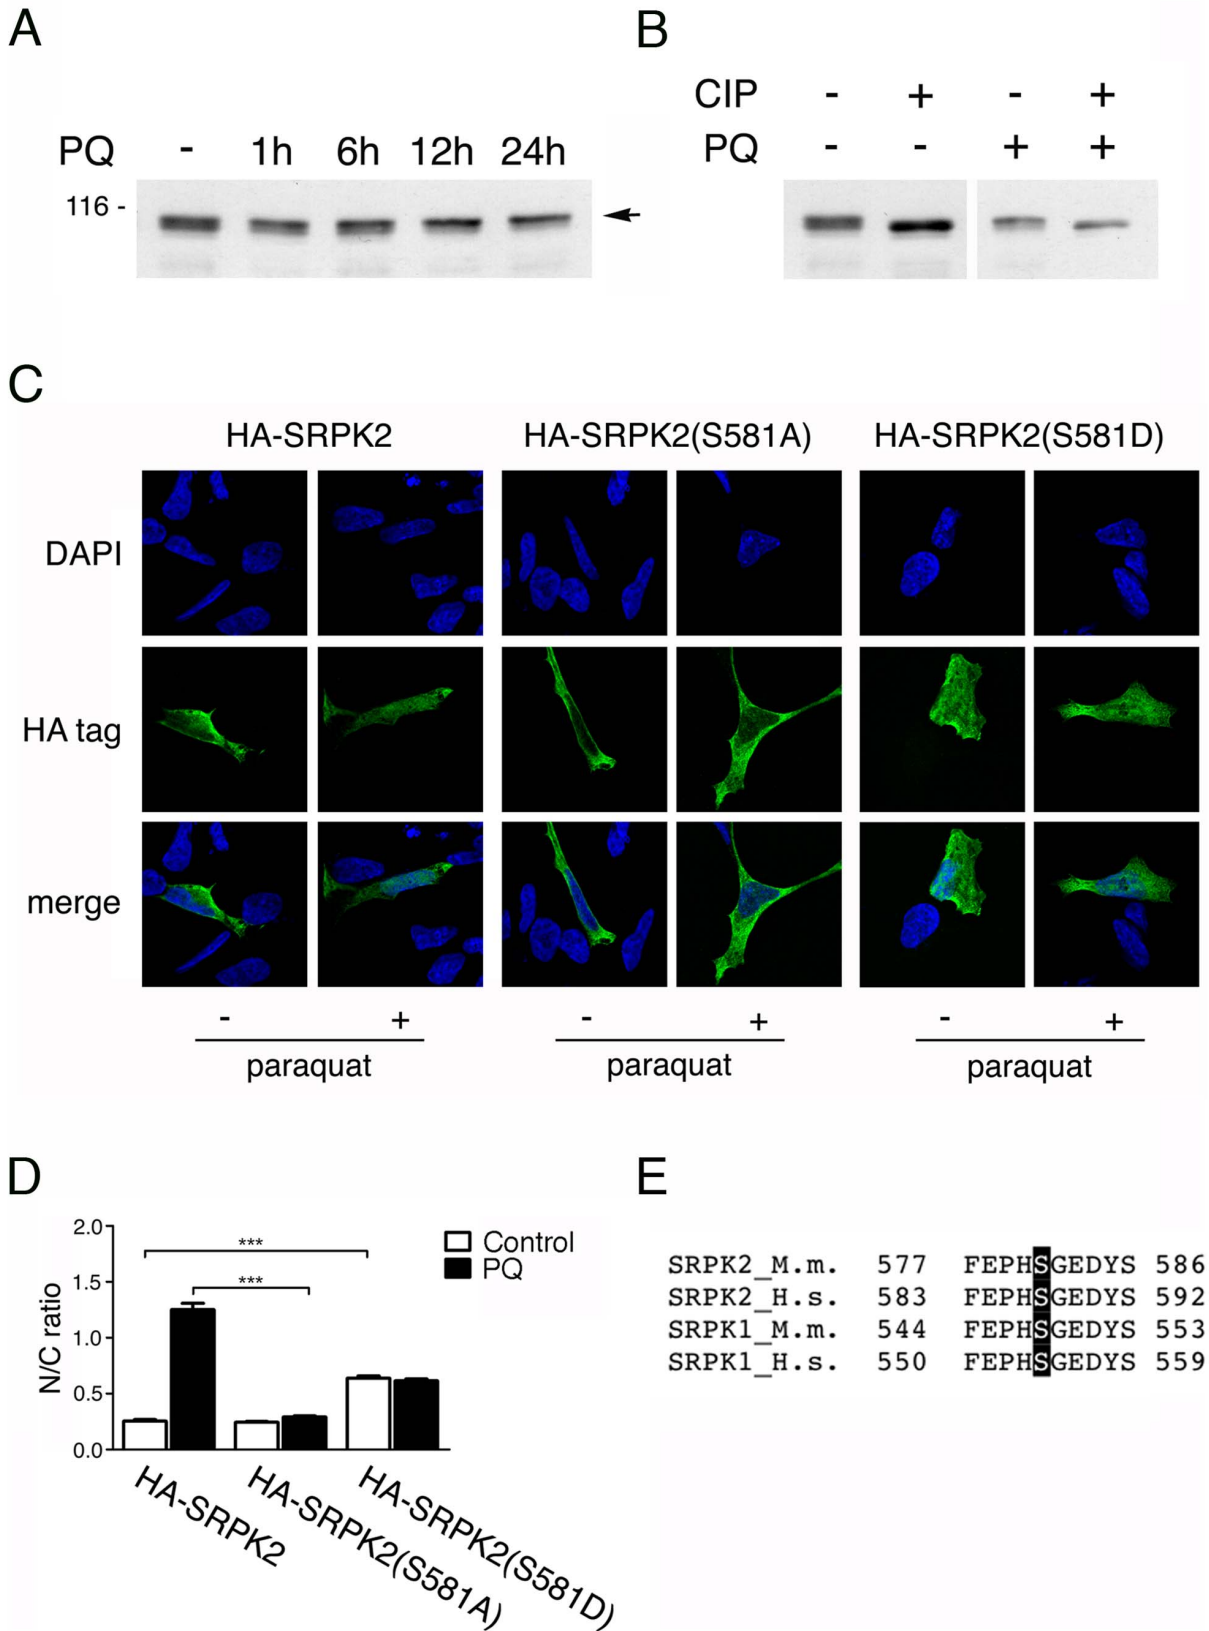 A
PQ - 1h 6h 12h 24h
116 -
B
CIP - + - +
PQ - - + +
C
HA-SRPK2 HA-SRPK2(S581A) HA-SRPK2(S581D)
DAPI
HA tag
merge
- + - + - +
paraquat paraquat paraquat
D
2.0
1.5
1.0
0.5
0.0
N/C ratio
***
***
Control
PQ
HA-SRPK2
HA-SRPK2(S581A)
HA-SRPK2(S581D)
E
SRPK2_M.m. 577 FEPHSGEDYS 586
SRPK2_H.s. 583 FEPHSGEDYS 592
SRPK1_M.m. 544 FEPHSGEDYS 553
SRPK1_H.s. 550 FEPHSGEDYS 559